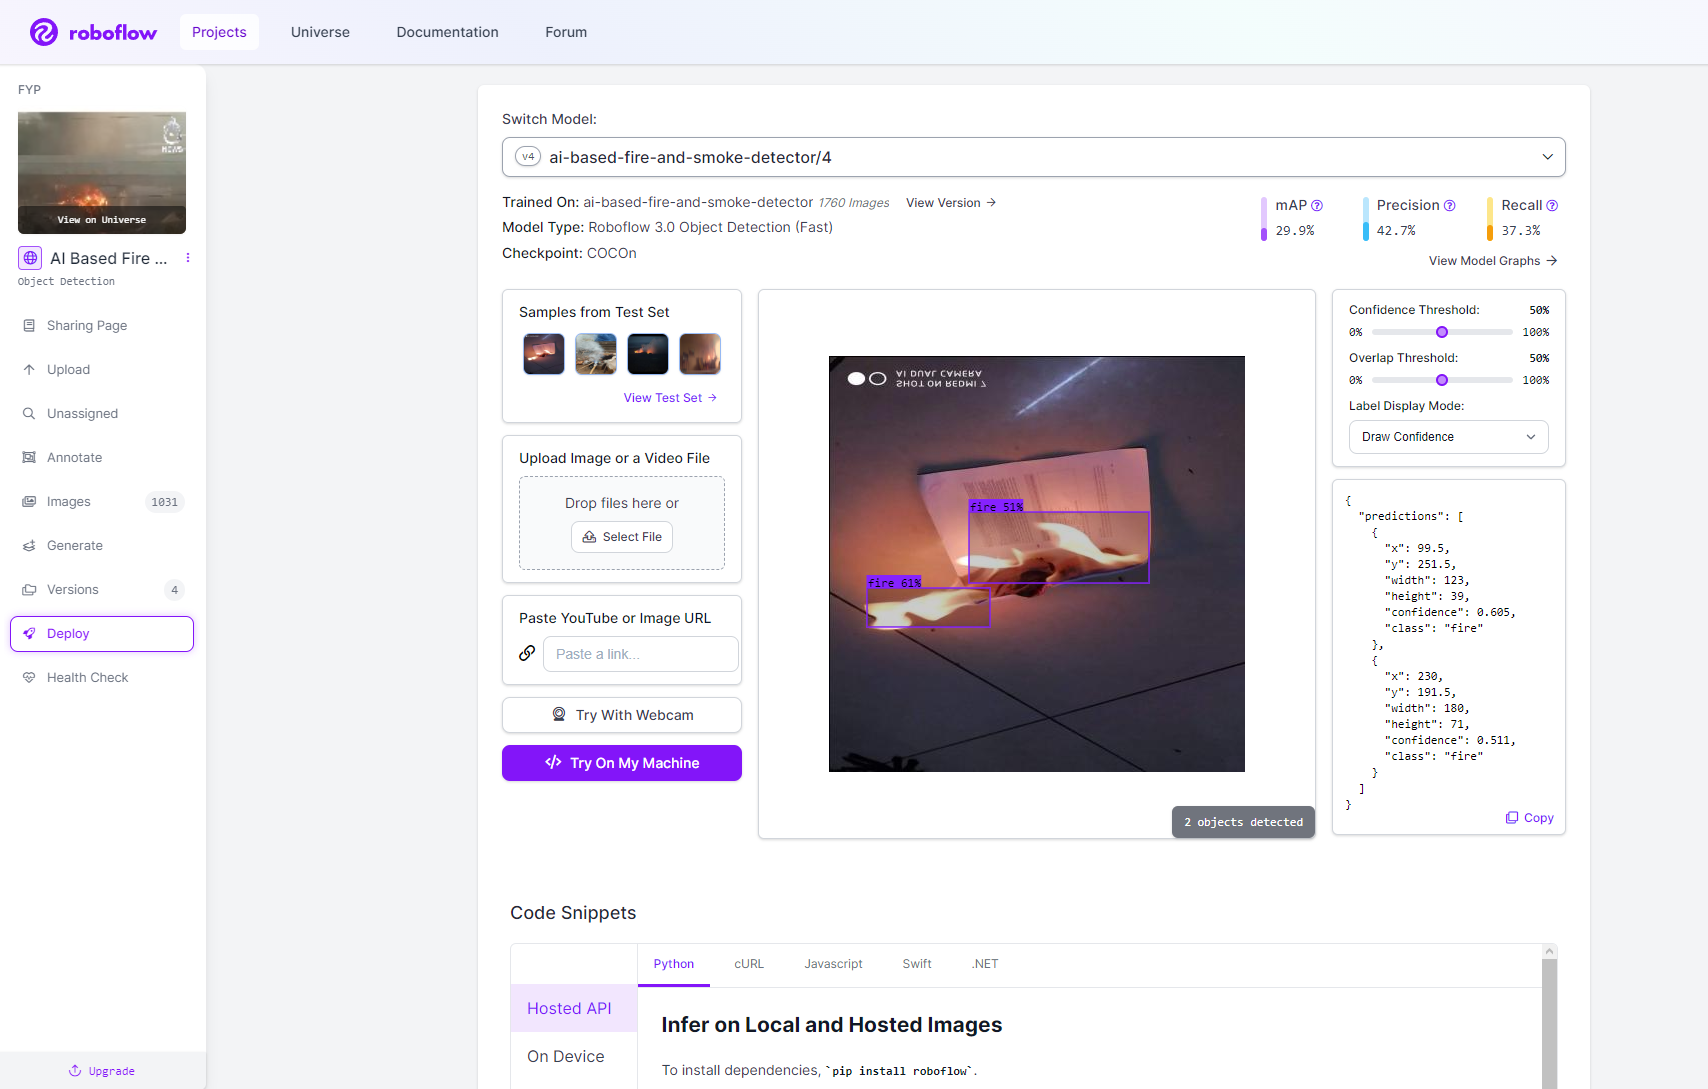 roboflow
Projects
Universe
Documentation
Forum
FYP
NEWS
View on Universe
AI Based Fire ...
Object Detection
Sharing Page
Upload
Unassigned
Annotate
Images 1031
Generate
Versions 4
Deploy
Health Check
Upgrade
Switch Model:
v4 ai-based-fire-and-smoke-detector/4
Trained On: ai-based-fire-and-smoke-detector 1760 Images View Version →
Model Type: Roboflow 3.0 Object Detection (Fast)
Checkpoint: COCOn
mAP ?
29.9%
Precision ?
42.7%
Recall ?
37.3%
View Model Graphs →
Samples from Test Set
View Test Set →
Upload Image or a Video File
Drop files here or
Select File
Paste YouTube or Image URL
Paste a link...
Try With Webcam
</> Try On My Machine
AI DUAL CAMERA
SHOT ON REDMI 7
fire 51%
fire 61%
2 objects detected
Confidence Threshold: 50%
0% 100%
Overlap Threshold: 50%
0% 100%
Label Display Mode:
Draw Confidence
{
"predictions": [
{
"x": 99.5,
"y": 251.5,
"width": 123,
"height": 39,
"confidence": 0.605,
"class": "fire"
},
{
"x": 230,
"y": 191.5,
"width": 180,
"height": 71,
"confidence": 0.511,
"class": "fire"
}
]
}
Copy
Code Snippets
Python
cURL
Javascript
Swift
.NET
Hosted API
On Device
Infer on Local and Hosted Images
To install dependencies, `pip install roboflow`.